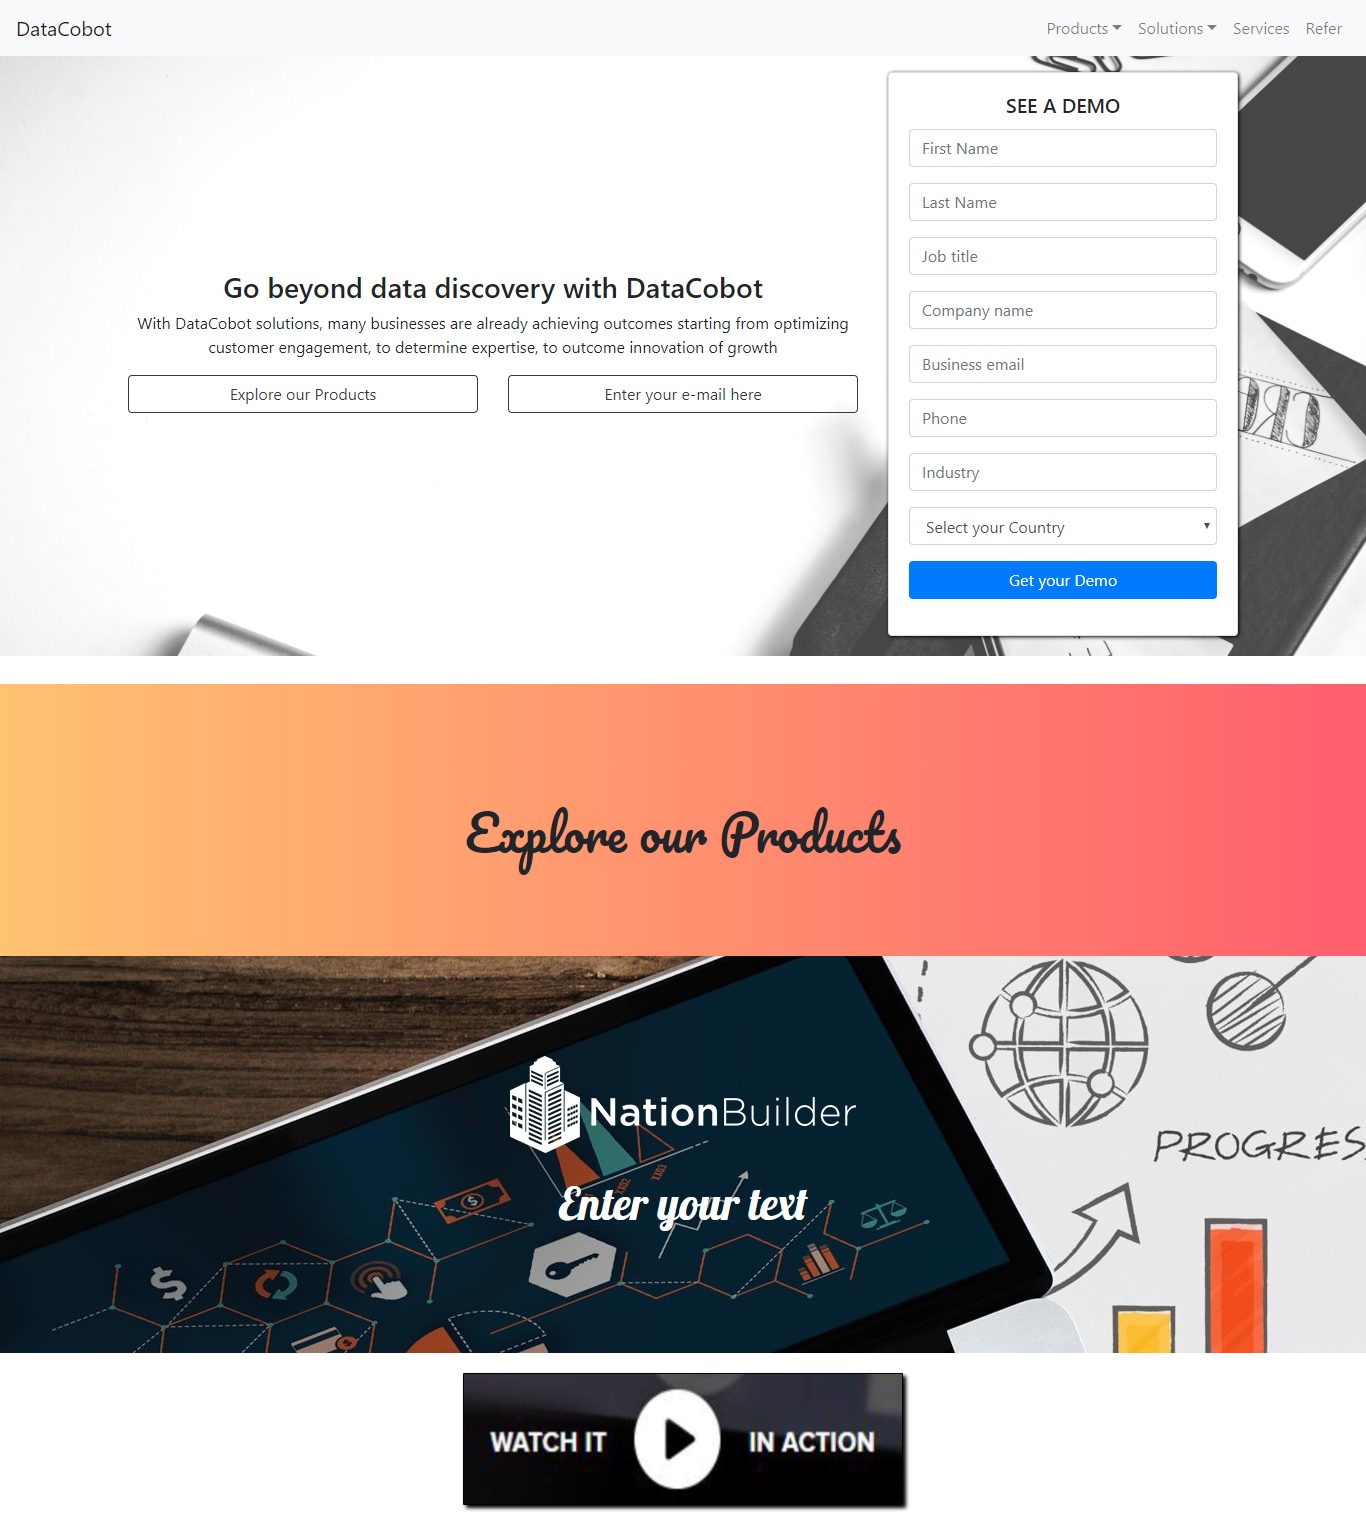 DataCobot
Products
Solutions
Services
Refer
SEE A DEMO
First Name
Last Name
Job title
Company name
Business email
Phone
Industry
Select your Country
Get your Demo
Go beyond data discovery with DataCobot
With DataCobot solutions, many businesses are already achieving outcomes starting from optimizing
customer engagement, to determine expertise, to outcome innovation of growth
Explore our Products
Enter your e-mail here
Explore our Products
NationBuilder
PROGRES
Enter your text
WATCH IT IN ACTION